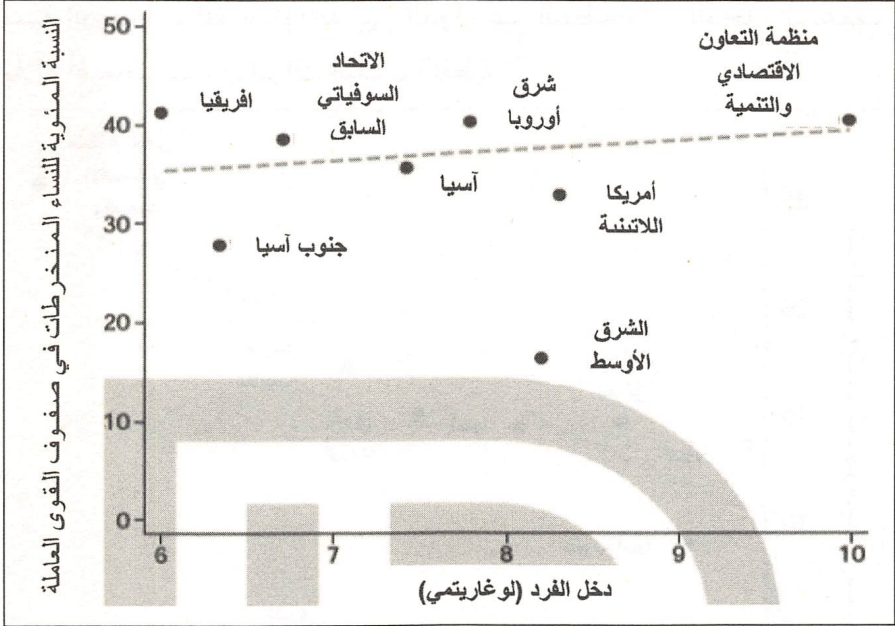 النسبة المئوية للنساء المنخرطات في صفوف القوى العاملة
50
40
30
20
10
0
افريقيا
الاتحاد
السوفياتي
السابق
شرق
أوروبا
منظمة التعاون
الاقتصادي
والتنمية
آسيا
أمريكا
اللاتينية
جنوب آسيا
الشرق
الأوسط
6 7 8 9 10
دخل الفرد (لوغاريتمي)